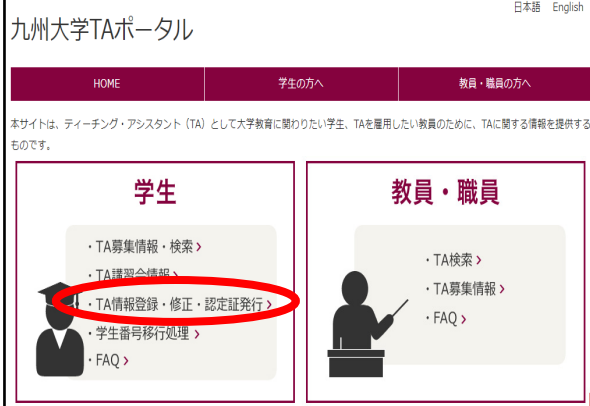 日本語 English
九州大学TAポータル
HOME 学生の方へ 教員・職員の方へ
本サイトは、ティーチング・アシスタント（TA）として大学教育に関わりたい学生、TAを雇用したい教員のために、TAに関する情報を提供する
ものです。
学生
・TA募集情報・検索 >
・TA講習会情報 >
・TA情報登録・修正・認定証発行 >
・学生番号移行処理 >
・FAQ >
教員・職員
・TA検索 >
・TA募集情報 >
・FAQ >